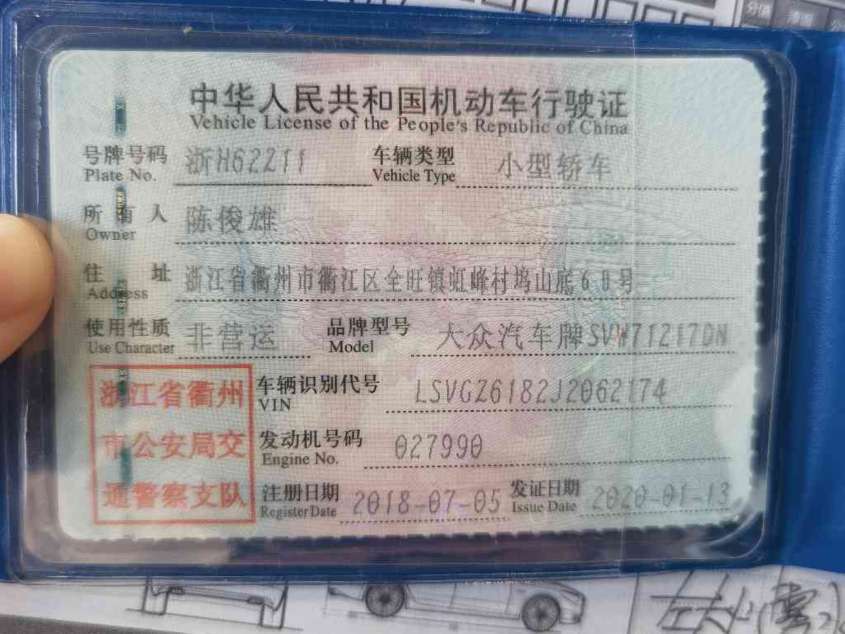 中华人民共和国机动车行驶证
Vehicle License of the People's Republic of China
号牌号码 浙H62211 车辆类型 小型轿车
Plate No. Vehicle Type
所有人 陈俊雄
Owner
住址 浙江省衢州市衢江区全旺镇虹峰村坞山底60号
Address
使用性质 非营运 品牌型号 大众汽车牌SVW71217DN
Use Character Model
浙江省衢州
市公安局交
通警察支队
车辆识别代号 LSVGZ6182J2062174
VIN
发动机号码 027990
Engine No.
注册日期 2018-07-05 发证日期 2020-01-13
Register Date Issue Date